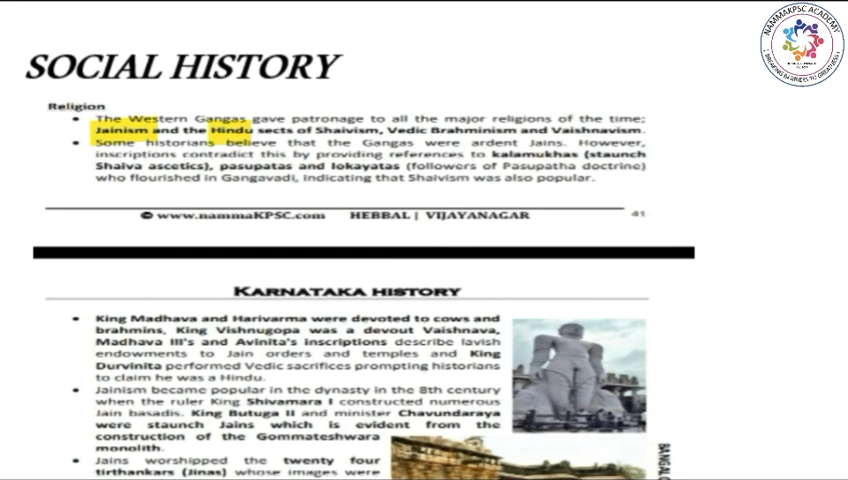 NAMMAKPSC ACADEMY
BREAKING BARRIERS TO GREATNESS
SOCIAL HISTORY
Religion
• The Western Gangas gave patronage to all the major religions of the time;
Jainism and the Hindu sects of Shaivism, Vedic Brahminism and Vaishnavism.
• Some historians believe that the Gangas were ardent Jains. However,
inscriptions contradict this by providing references to kalamukhas (staunch
Shaiva ascetics), pasupatas and lokayatas (followers of Pasupatha doctrine)
who flourished in Gangavadi, indicating that Shaivism was also popular.
© www.nammaKPSC.com HEBBAL | VIJAYANAGAR 41
KARNATAKA HISTORY
• King Madhava and Harivarma were devoted to cows and
brahmins, King Vishnugopa was a devout Vaishnava,
Madhava III's and Avinita's inscriptions describe lavish
endowments to Jain orders and temples and King
Durvinita performed Vedic sacrifices prompting historians
to claim he was a Hindu.
• Jainism became popular in the dynasty in the 8th century
when the ruler King Shivamara I constructed numerous
Jain basadis. King Butuga II and minister Chavundaraya
were staunch Jains which is evident from the
construction of the Gommateshwara
monolith.
• Jains worshipped the twenty four
tirthankars (Jinas) whose images were